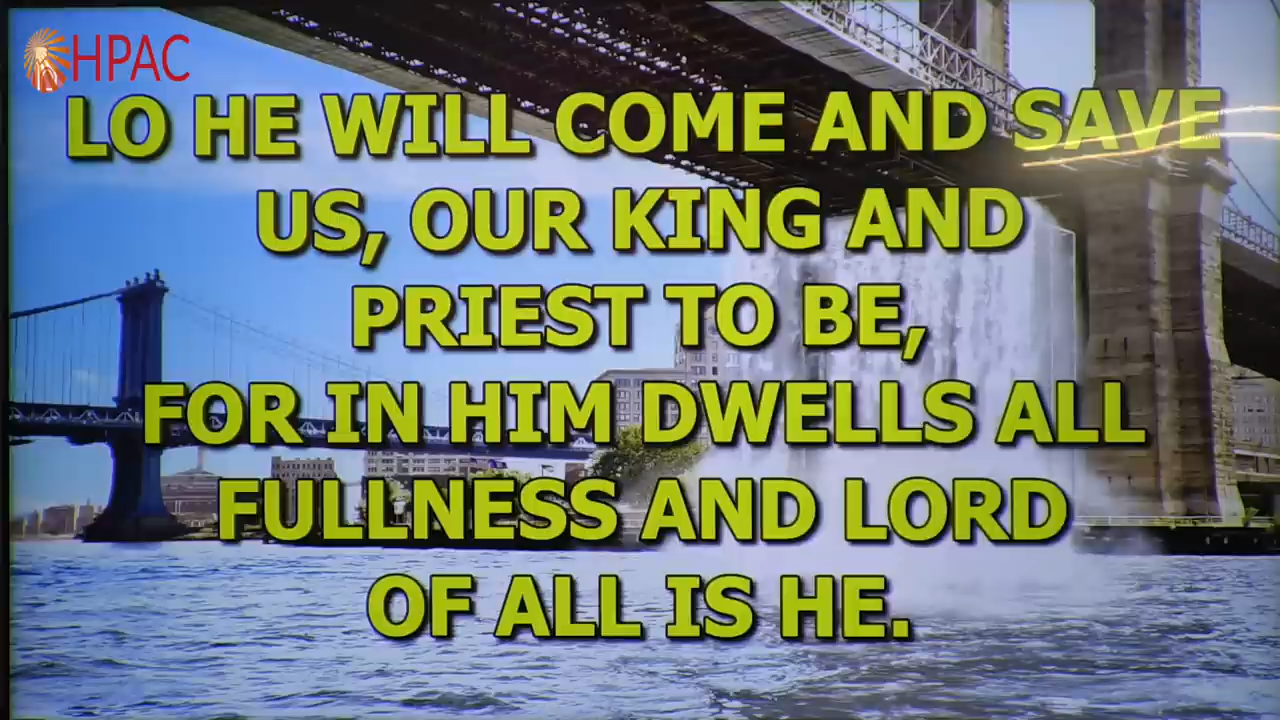 HPAC
LO HE WILL COME AND SAVE
US, OUR KING AND
PRIEST TO BE,
FOR IN HIM DWELLS ALL
FULLNESS AND LORD
OF ALL IS HE.